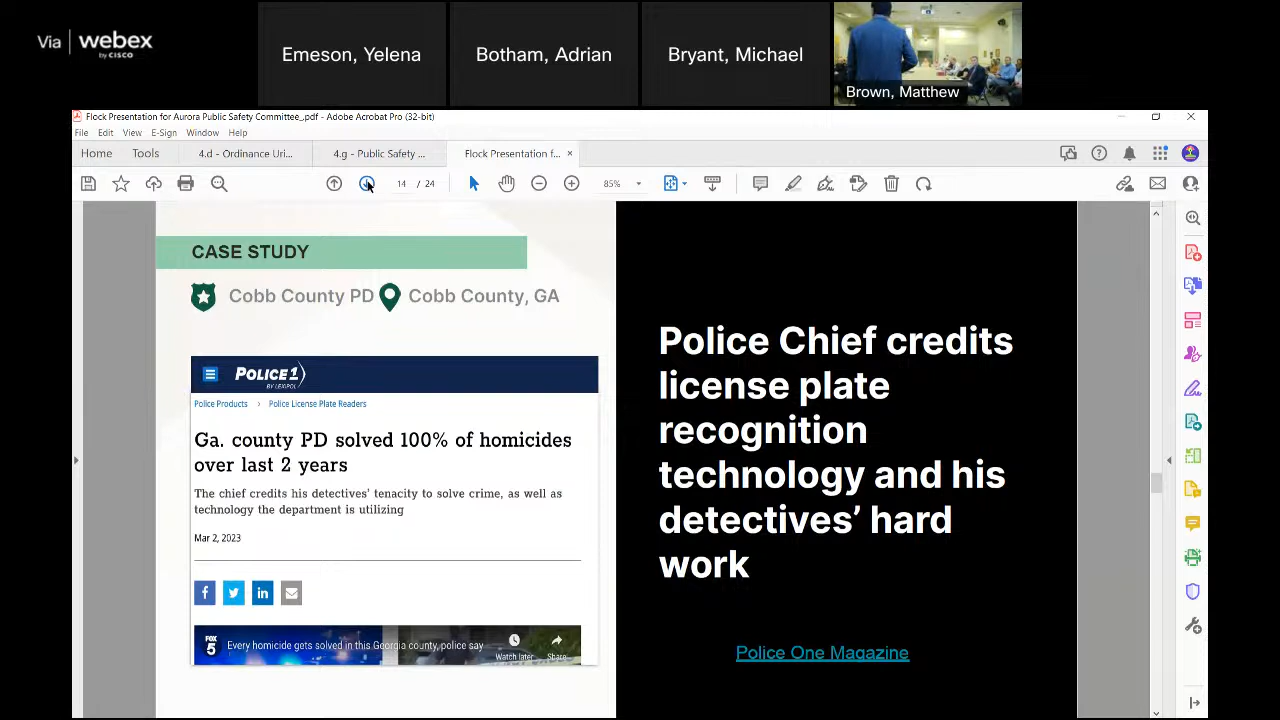 Via webex
by CISCO
Emeson, Yelena
Botham, Adrian
Bryant, Michael
Brown, Matthew
Flock Presentation for Aurora Public Safety Committee_.pdf - Adobe Acrobat Pro (32-bit)
File Edit View E-Sign Window Help
Home Tools 4.d - Ordinance Uri... 4.g - Public Safety ... Flock Presentation f... ×
14 / 24 85%
CASE STUDY
Cobb County PD Cobb County, GA
POLICE1
BY LEXIPOL
Police Products > Police License Plate Readers
Ga. county PD solved 100% of homicides
over last 2 years
The chief credits his detectives' tenacity to solve crime, as well as
technology the department is utilizing
Mar 2, 2023
FOX 5
Every homicide gets solved in this Georgia county, police say
Watch later Share
Police Chief credits
license plate
recognition
technology and his
detectives’ hard
work
Police One Magazine